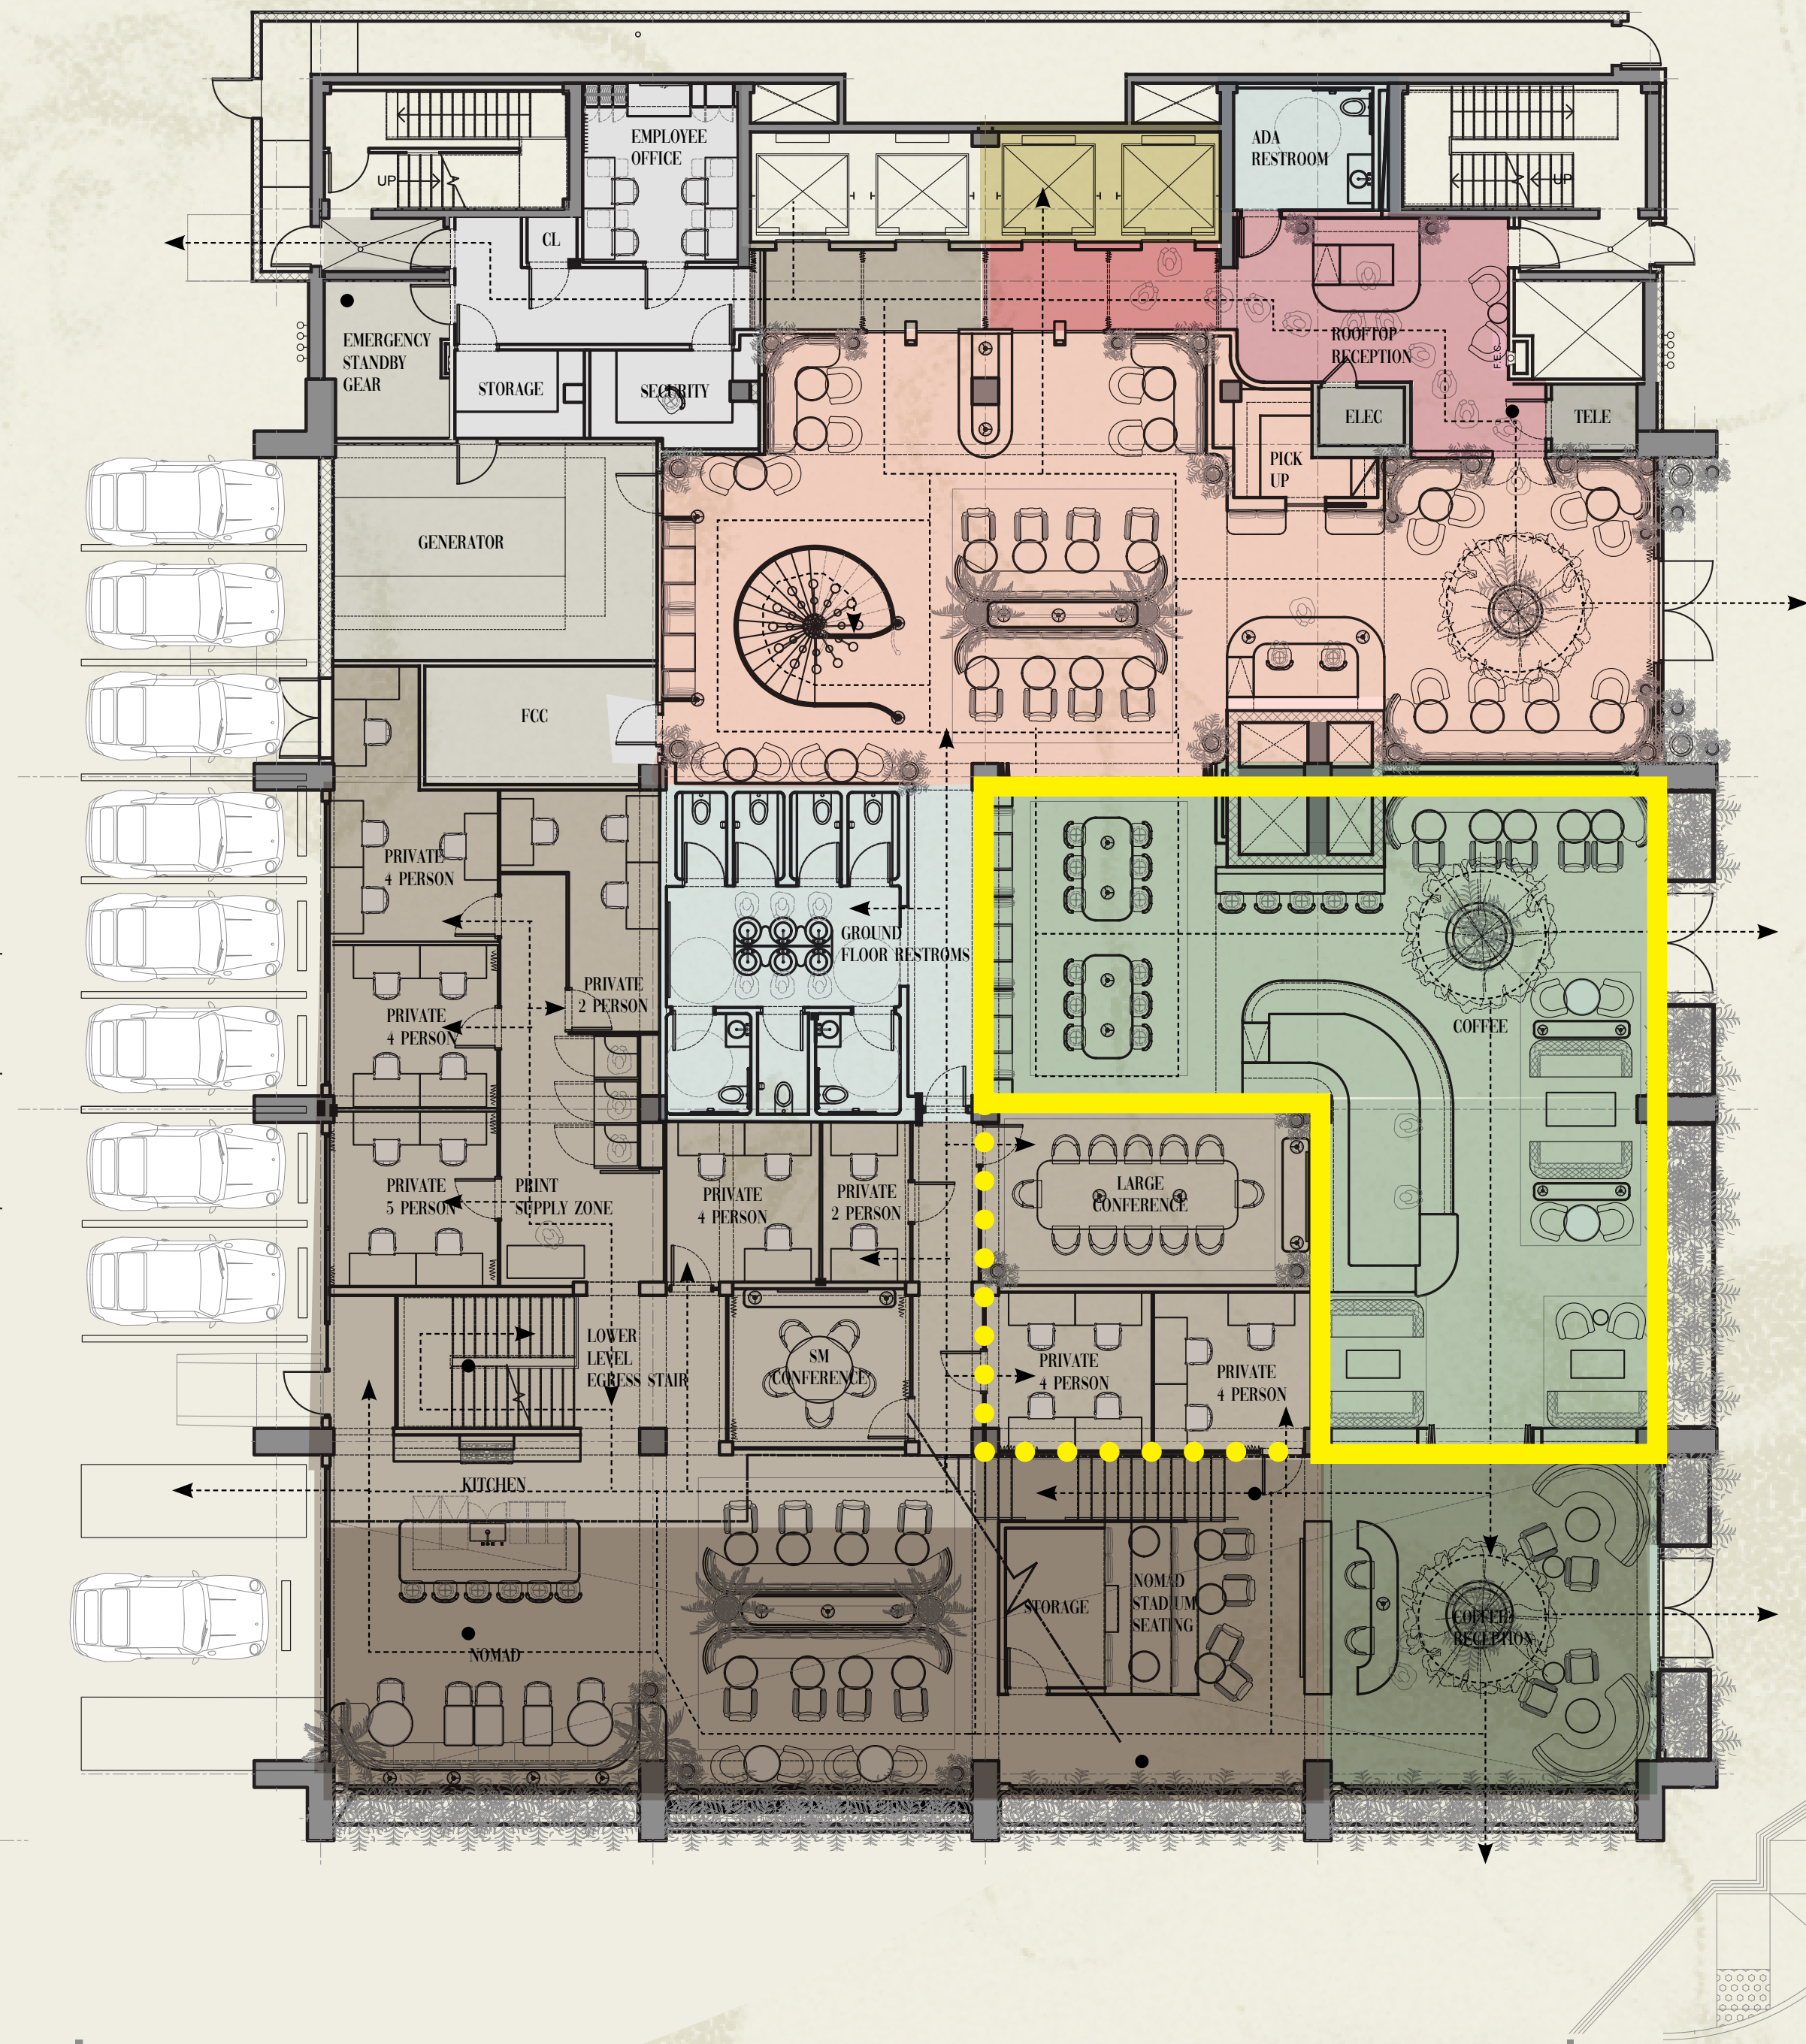 EMPLOYEE
OFFICE
ADA
RESTROOM
UP
UP
CL
EMERGENCY
STANDBY
GEAR
STORAGE
SECURITY
ROOFTOP
RECEPTION
F.E.C.
ELEC
TELE
PICK
UP
GENERATOR
FCC
PRIVATE
4 PERSON
GROUND
FLOOR RESTROMS
PRIVATE
2 PERSON
PRIVATE
4 PERSON
COFFEE
PRIVATE
5 PERSON
PRINT
SUPPLY ZONE
PRIVATE
4 PERSON
PRIVATE
2 PERSON
LARGE
CONFERENCE
LOWER
LEVEL
EGRESS STAIR
SM
CONFERENCE
PRIVATE
4 PERSON
PRIVATE
4 PERSON
KITCHEN
NOMAD
STORAGE
NOMAD
STADIUM
SEATING
COFFEE/
RECEPTION